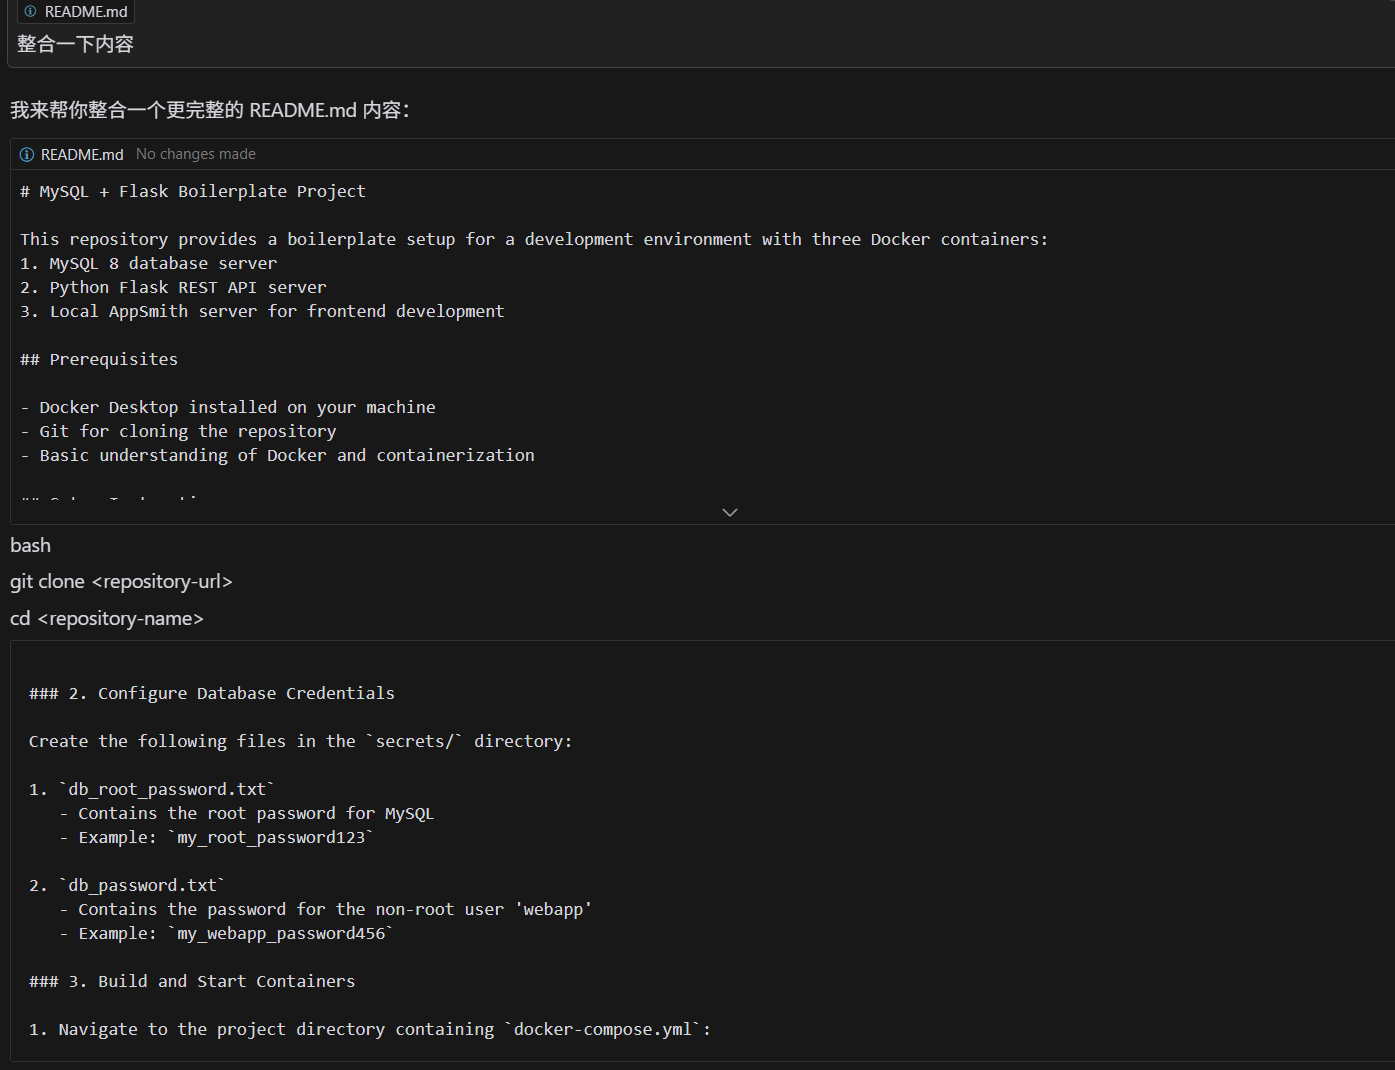 README.md
整合一下内容
我来帮你整合一个更完整的 README.md 内容：
README.md No changes made
# MySQL + Flask Boilerplate Project
This repository provides a boilerplate setup for a development environment with three Docker containers:
1. MySQL 8 database server
2. Python Flask REST API server
3. Local AppSmith server for frontend development
## Prerequisites
- Docker Desktop installed on your machine
- Git for cloning the repository
- Basic understanding of Docker and containerization
bash
git clone <repository-url>
cd <repository-name>
### 2. Configure Database Credentials
Create the following files in the `secrets/` directory:
1. `db_root_password.txt`
- Contains the root password for MySQL
- Example: `my_root_password123`
2. `db_password.txt`
- Contains the password for the non-root user 'webapp'
- Example: `my_webapp_password456`
### 3. Build and Start Containers
1. Navigate to the project directory containing `docker-compose.yml`: